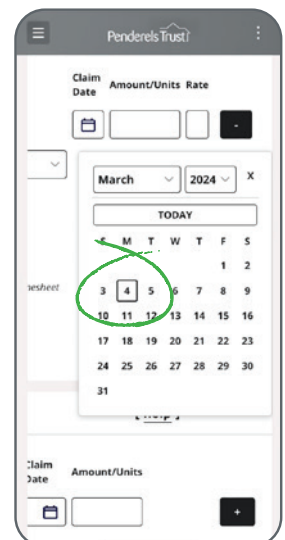 Penderels Trust
Claim Date Amount/Units Rate
-
March 2024 X
TODAY
S M T W T F S
1 2
3 4 5 6 7 8 9
10 11 12 13 14 15 16
17 18 19 20 21 22 23
24 25 26 27 28 29 30
31
Claim Date Amount/Units
+